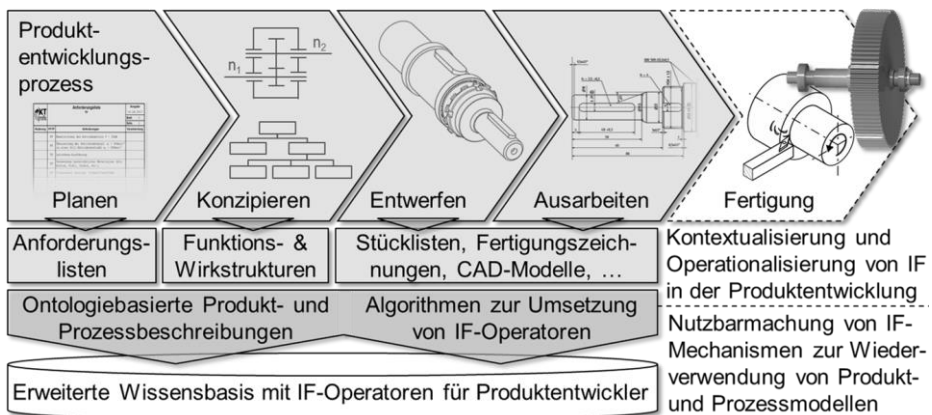 Produkt-
entwicklungs-
prozess
Anforderungsliste
n₂
n₁
Planen
Konzipieren
Entwerfen
Ausarbeiten
Fertigung
Anforderungs-
listen
Funktions- &
Wirkstrukturen
Stücklisten, Fertigungszeich-
nungen, CAD-Modelle, …
Kontextualisierung und
Operationalisierung von IF
in der Produktentwicklung
Ontologiebasierte Produkt- und
Prozessbeschreibungen
Algorithmen zur Umsetzung
von IF-Operatoren
Nutzbarmachung von IF-
Mechanismen zur Wieder-
verwendung von Produkt-
und Prozessmodellen
Erweiterte Wissensbasis mit IF-Operatoren für Produktentwickler